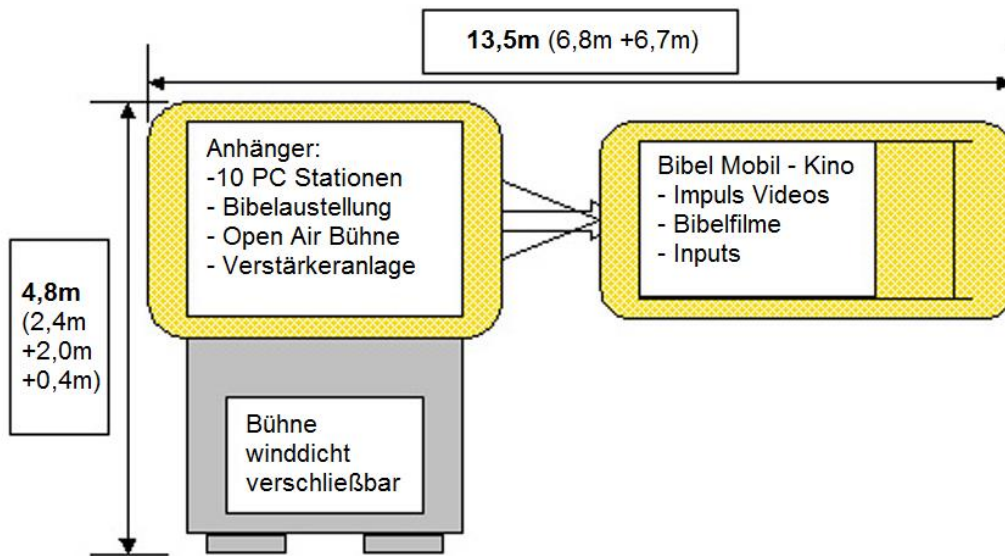 13,5m (6,8m +6,7m)
Anhänger:
-10 PC Stationen
- Bibelaustellung
- Open Air Bühne
- Verstärkeranlage
Bibel Mobil - Kino
- Impuls Videos
- Bibelfilme
- Inputs
4,8m
(2,4m
+2,0m
+0,4m)
Bühne
winddicht
verschließbar